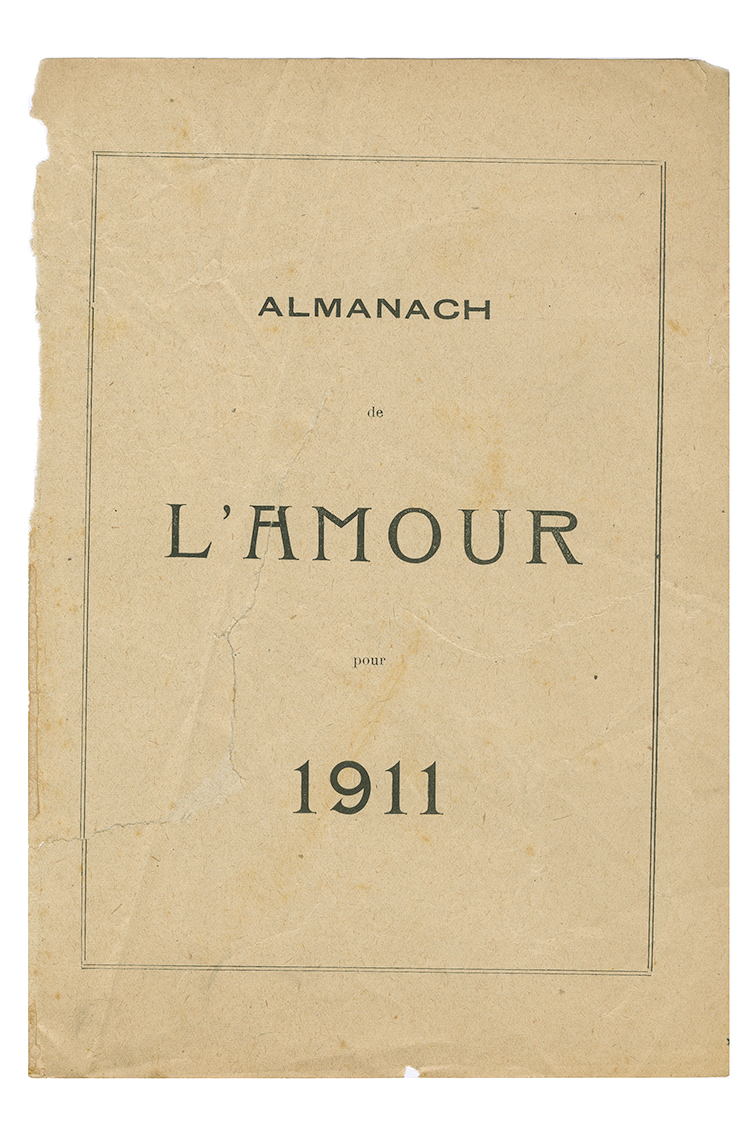 ALMANACH
de
L'AMOUR
pour
1911